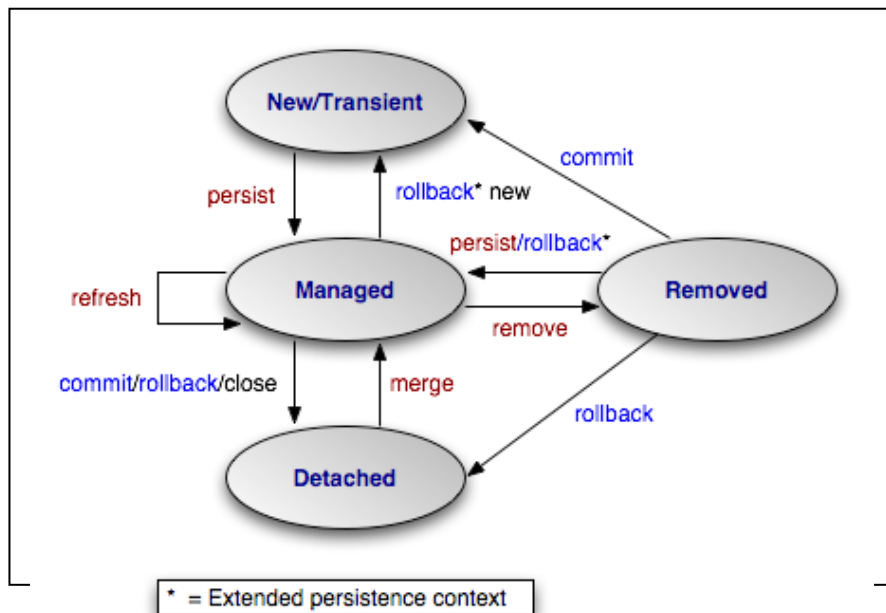 New/Transient
commit
persist
rollback* new
persist/rollback*
refresh
Managed
Removed
remove
commit/rollback/close
merge
rollback
Detached
* = Extended persistence context